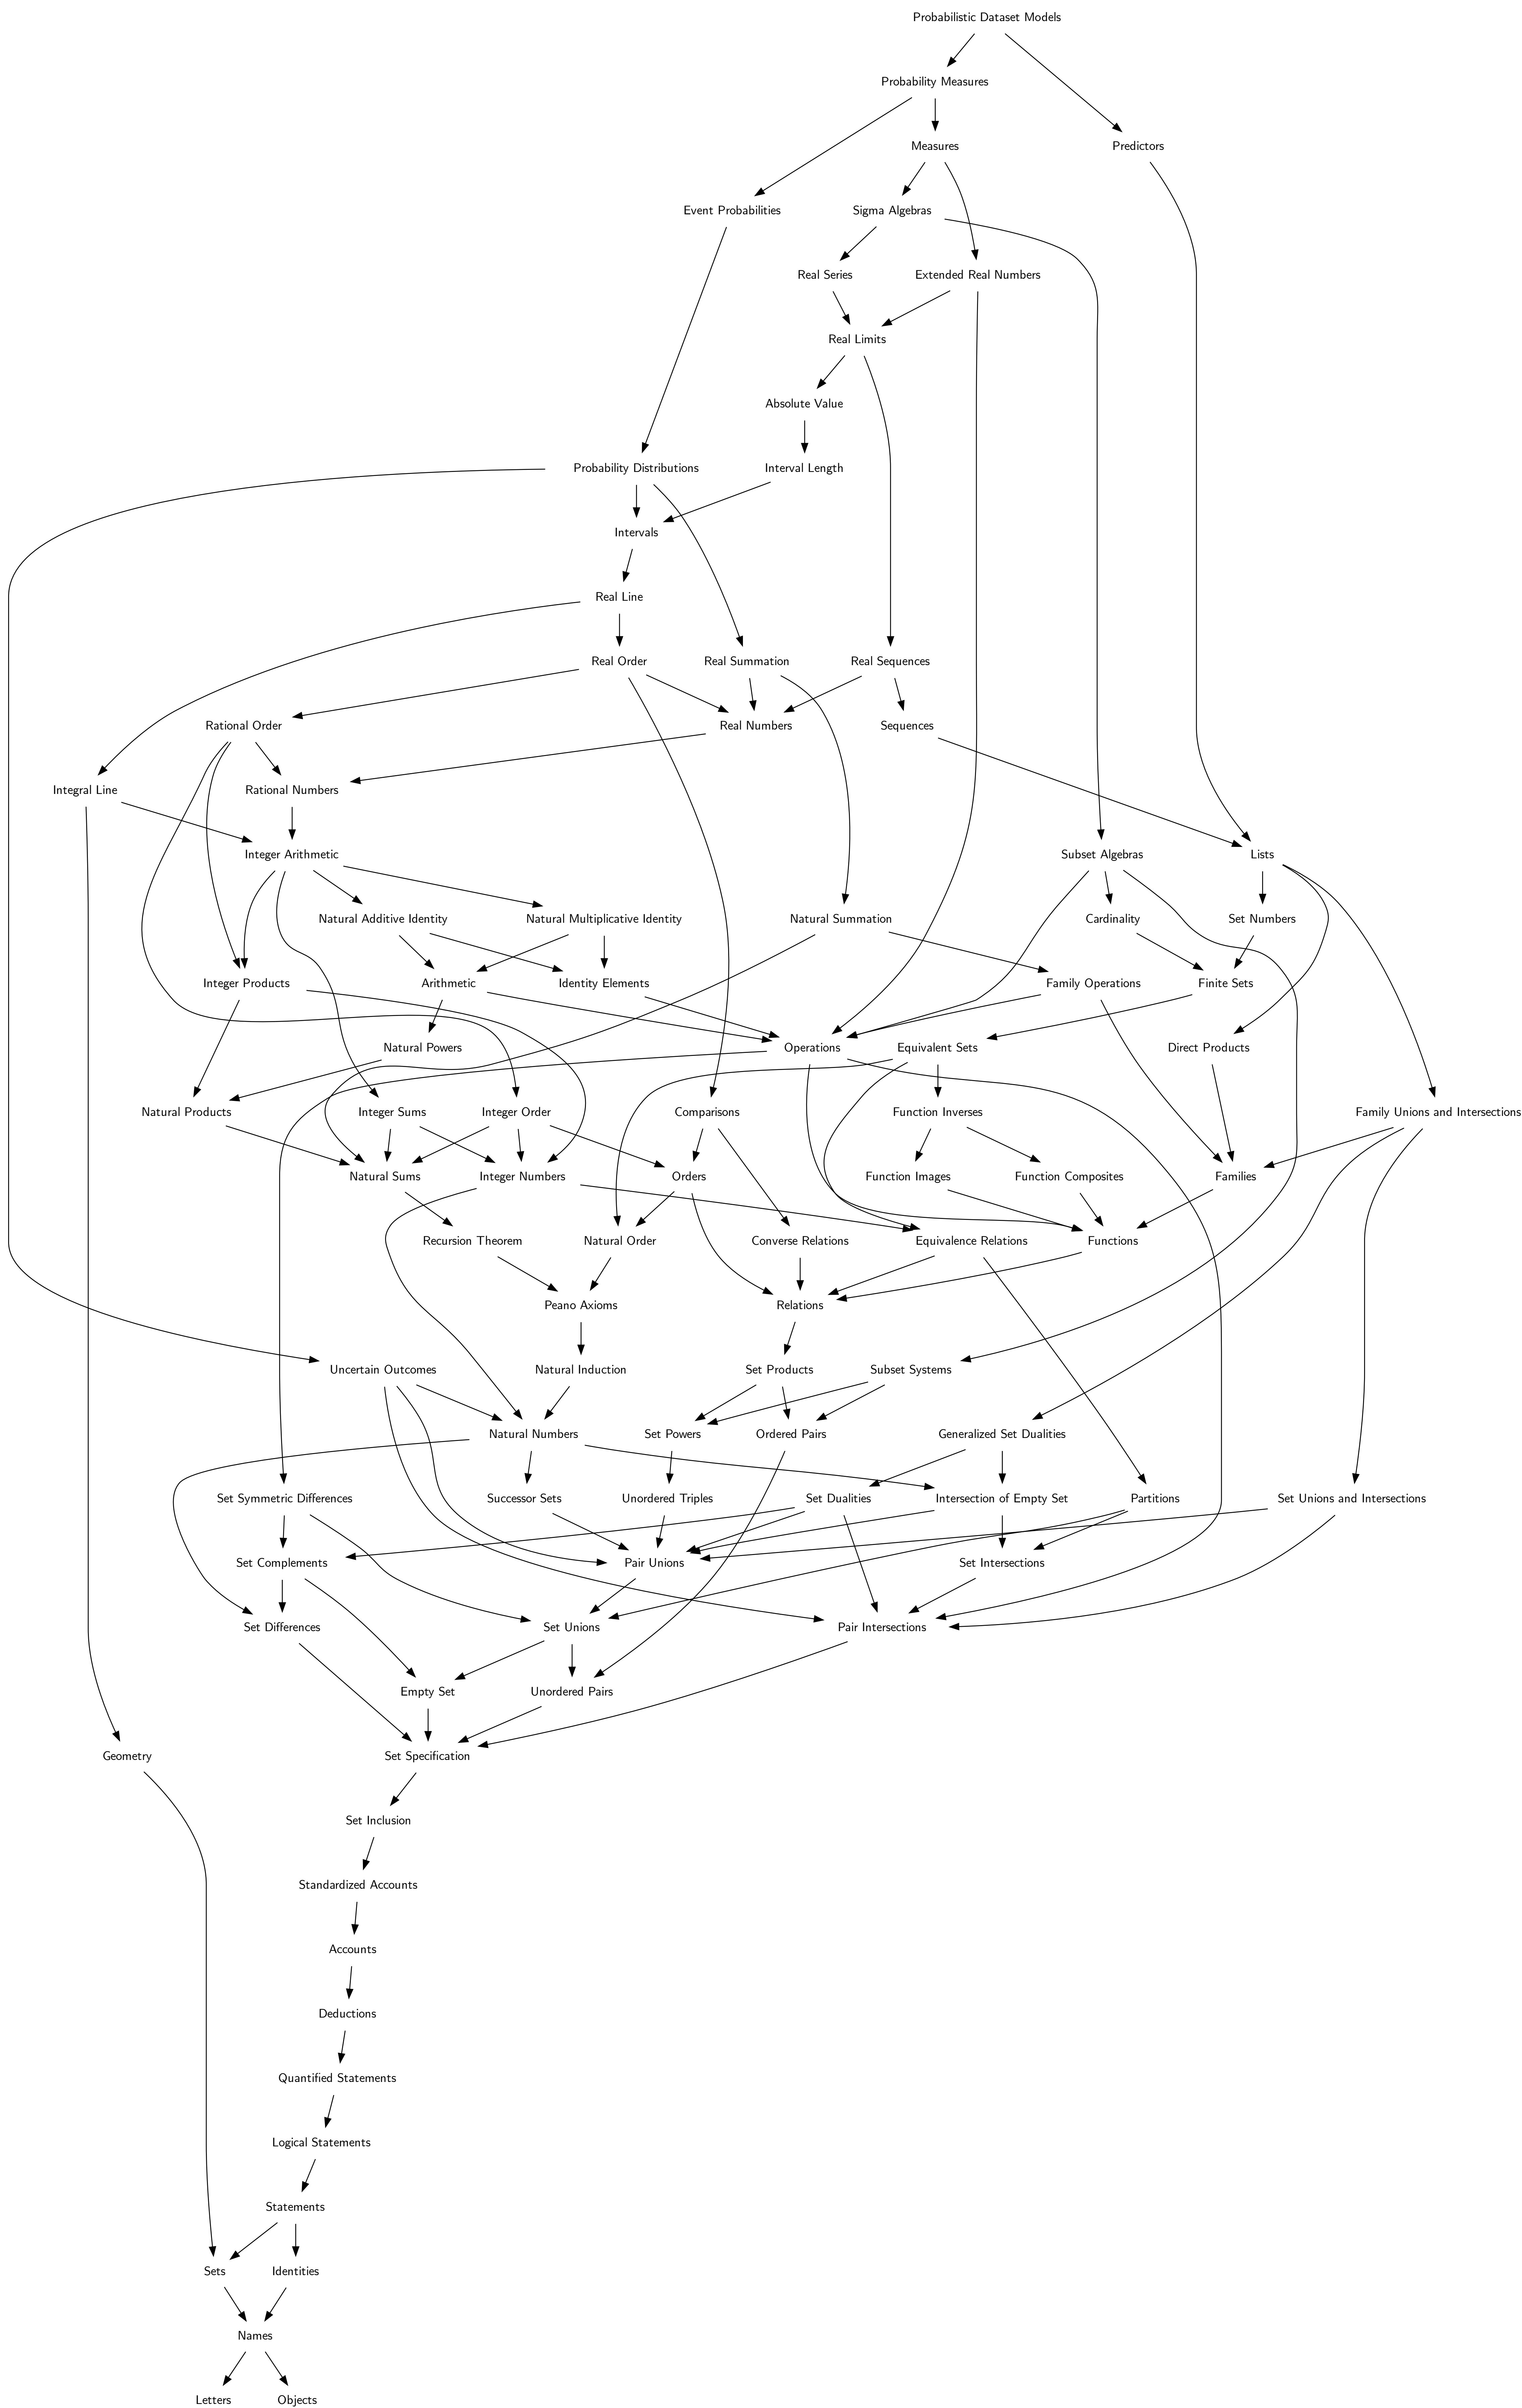 Probabilistic Dataset Models
Probability Measures
Measures
Predictors
Event Probabilities
Sigma Algebras
Real Series
Extended Real Numbers
Real Limits
Absolute Value
Probability Distributions
Interval Length
Intervals
Real Line
Real Order
Real Summation
Real Sequences
Rational Order
Real Numbers
Sequences
Integral Line
Rational Numbers
Integer Arithmetic
Subset Algebras
Lists
Natural Additive Identity
Natural Multiplicative Identity
Natural Summation
Cardinality
Set Numbers
Integer Products
Arithmetic
Identity Elements
Family Operations
Finite Sets
Natural Powers
Operations
Equivalent Sets
Direct Products
Natural Products
Integer Sums
Integer Order
Comparisons
Function Inverses
Family Unions and Intersections
Natural Sums
Integer Numbers
Orders
Function Images
Function Composites
Families
Recursion Theorem
Natural Order
Converse Relations
Equivalence Relations
Functions
Peano Axioms
Relations
Uncertain Outcomes
Natural Induction
Set Products
Subset Systems
Natural Numbers
Set Powers
Ordered Pairs
Generalized Set Dualities
Set Symmetric Differences
Successor Sets
Unordered Triples
Set Dualities
Intersection of Empty Set
Partitions
Set Unions and Intersections
Set Complements
Pair Unions
Set Intersections
Set Differences
Set Unions
Pair Intersections
Empty Set
Unordered Pairs
Geometry
Set Specification
Set Inclusion
Standardized Accounts
Accounts
Deductions
Quantified Statements
Logical Statements
Statements
Sets
Identities
Names
Letters
Objects